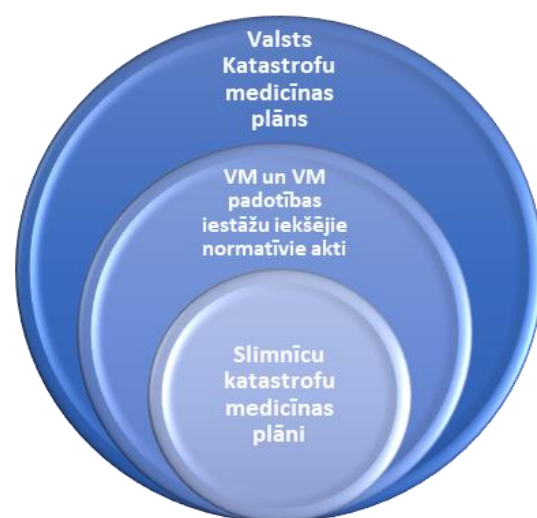 Valsts
Katastrofu
medicīnas
plāns
VM un VM
padotības
iestāžu iekšējie
normatīvie akti
Slimnīcu
katastrofu
medicīnas
plāni